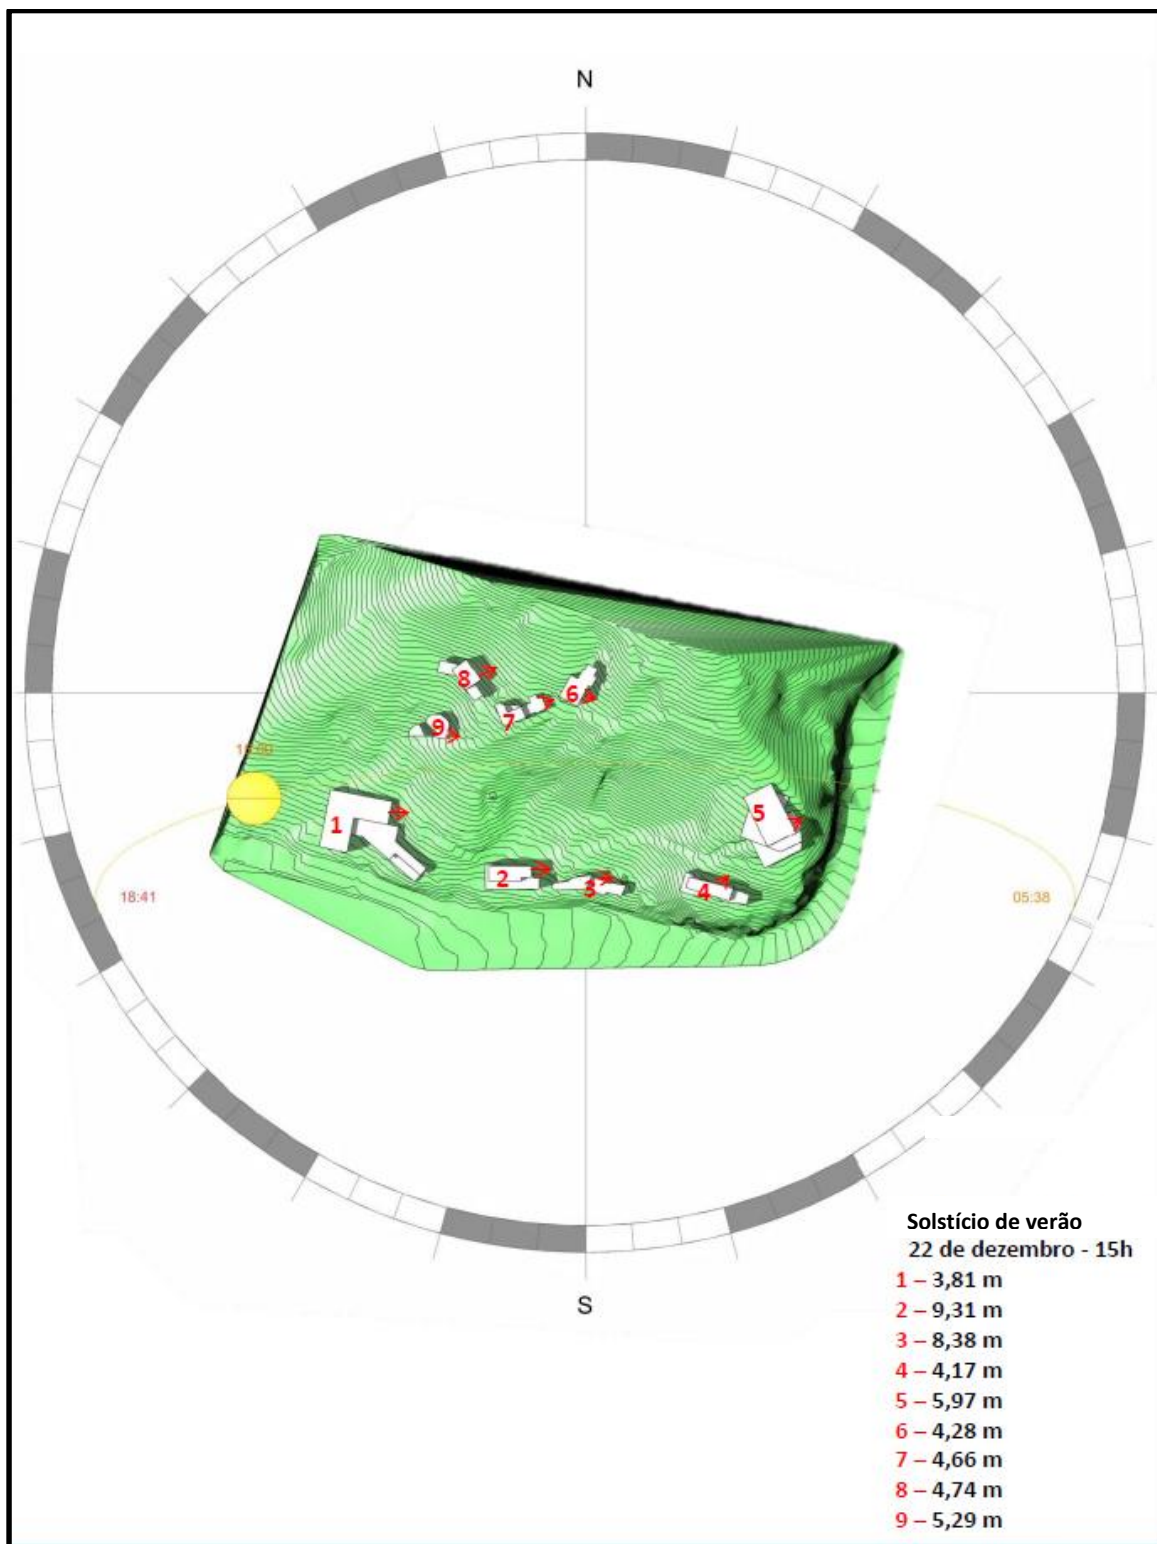 N
8
6
7
9
5
1
2
3
4
18:41
05:38
S
Solstício de verão
22 de dezembro - 15h
1 – 3,81 m
2 – 9,31 m
3 – 8,38 m
4 – 4,17 m
5 – 5,97 m
6 – 4,28 m
7 – 4,66 m
8 – 4,74 m
9 – 5,29 m